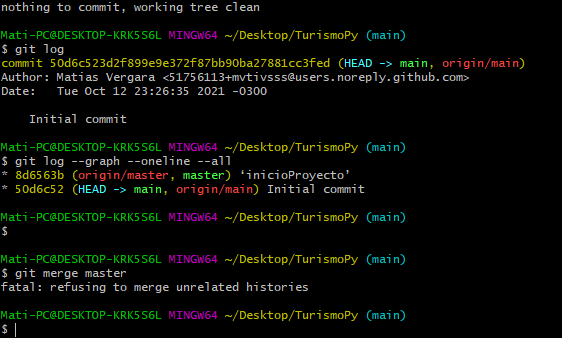 nothing to commit, working tree clean
Mati-PC@DESKTOP-KRK5S6L MINGW64 ~/Desktop/TurismoPy (main)
$ git log
commit 50d6c523d2f899e9e372f87bb90ba27881cc3fed (HEAD -> main, origin/main)
Author: Matias Vergara <51756113+mvtivsss@users.noreply.github.com>
Date:   Tue Oct 12 23:26:35 2021 -0300
    Initial commit
Mati-PC@DESKTOP-KRK5S6L MINGW64 ~/Desktop/TurismoPy (main)
$ git log --graph --oneline --all
* 8d6563b (origin/master, master) ‘inicioProyecto’
* 50d6c52 (HEAD -> main, origin/main) Initial commit
Mati-PC@DESKTOP-KRK5S6L MINGW64 ~/Desktop/TurismoPy (main)
$
Mati-PC@DESKTOP-KRK5S6L MINGW64 ~/Desktop/TurismoPy (main)
$ git merge master
fatal: refusing to merge unrelated histories
Mati-PC@DESKTOP-KRK5S6L MINGW64 ~/Desktop/TurismoPy (main)
$